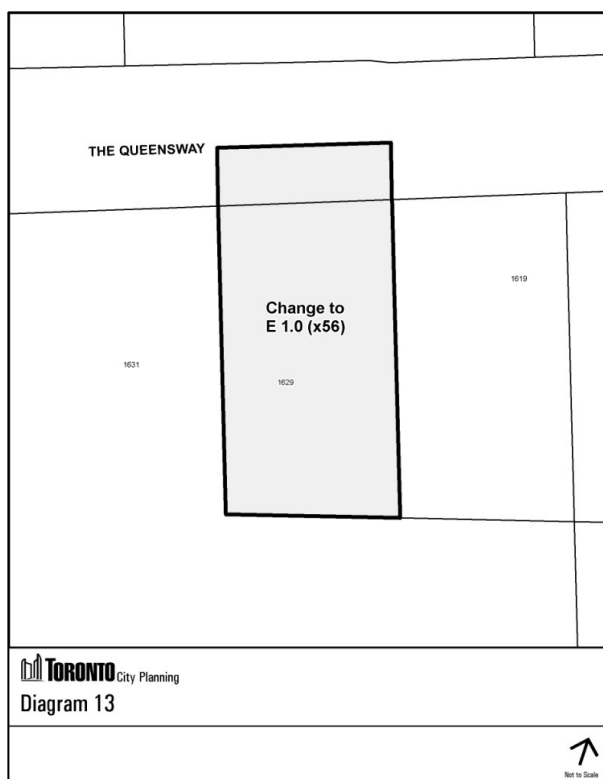 THE QUEENSWAY
1619
Change to
E 1.0 (x56)
1631
1629
TORONTO City Planning
Diagram 13
Not to Scale